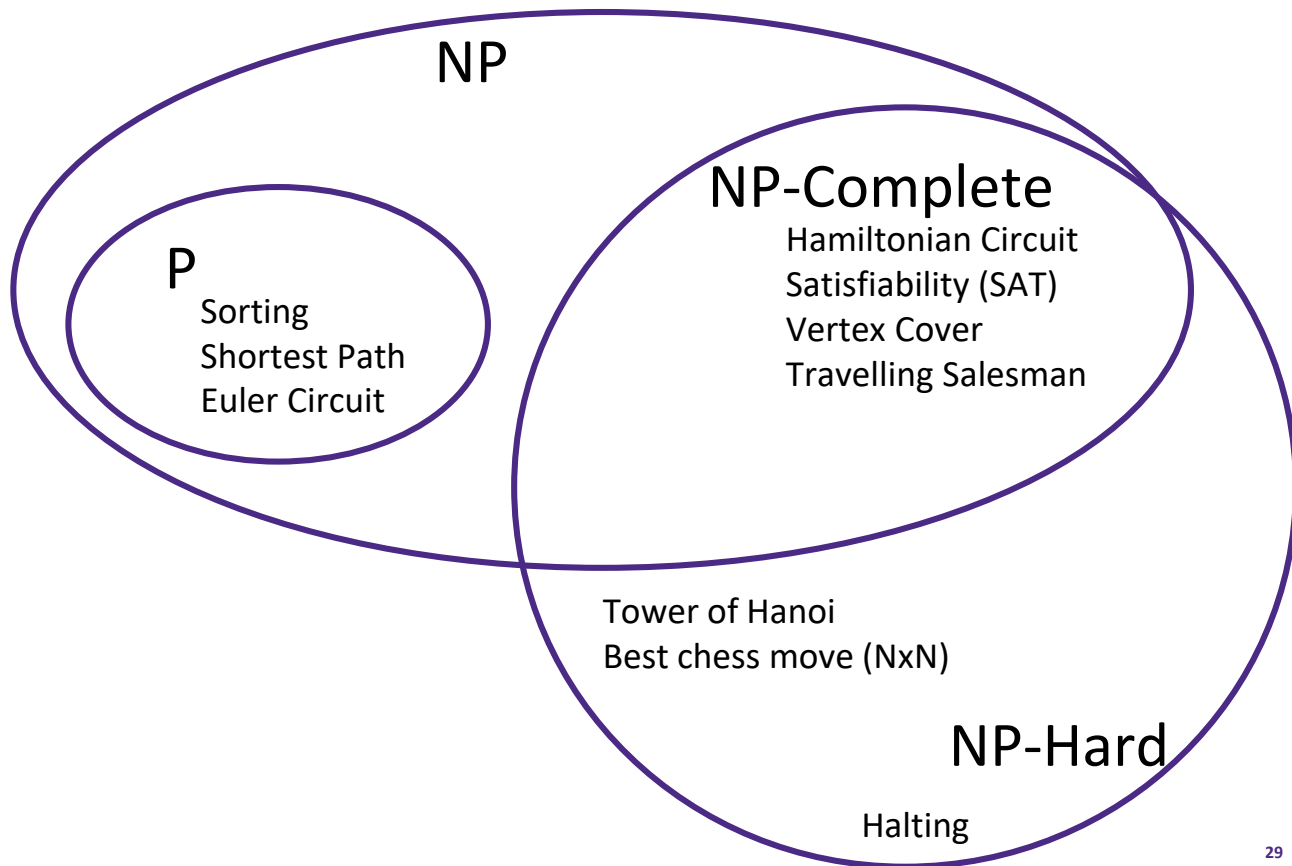 NP
P
Sorting
Shortest Path
Euler Circuit
NP-Complete
Hamiltonian Circuit
Satisfiability (SAT)
Vertex Cover
Travelling Salesman
Tower of Hanoi
Best chess move (NxN)
NP-Hard
Halting
29